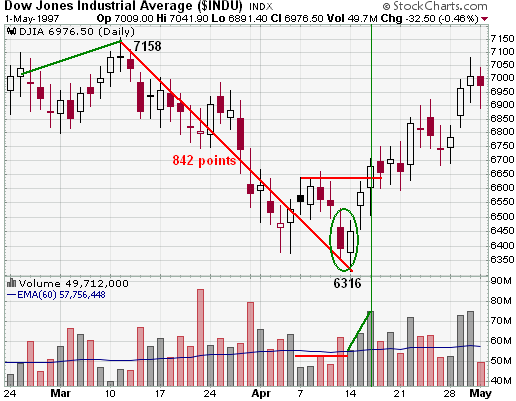 Dow Jones Industrial Average ($INDU) INDX © StockCharts.com
1-May-1997 Op 7009.00 Hi 7041.90 Lo 6891.40 Cl 6976.50 Vol 49.7M Chg -32.50 (-0.46%)
DJIA 6976.50 (Daily)
7158
7150
7100
7050
7000
6950
6900
6850
6800
6750
842 points
6700
6650
6600
6550
6500
6450
6400
6350
6316
Volume 49,712,000
EMA(60) 57,756,448
90M
80M
70M
60M
50M
40M
24 Mar 10 17 24 Apr 7 14 21 28 May